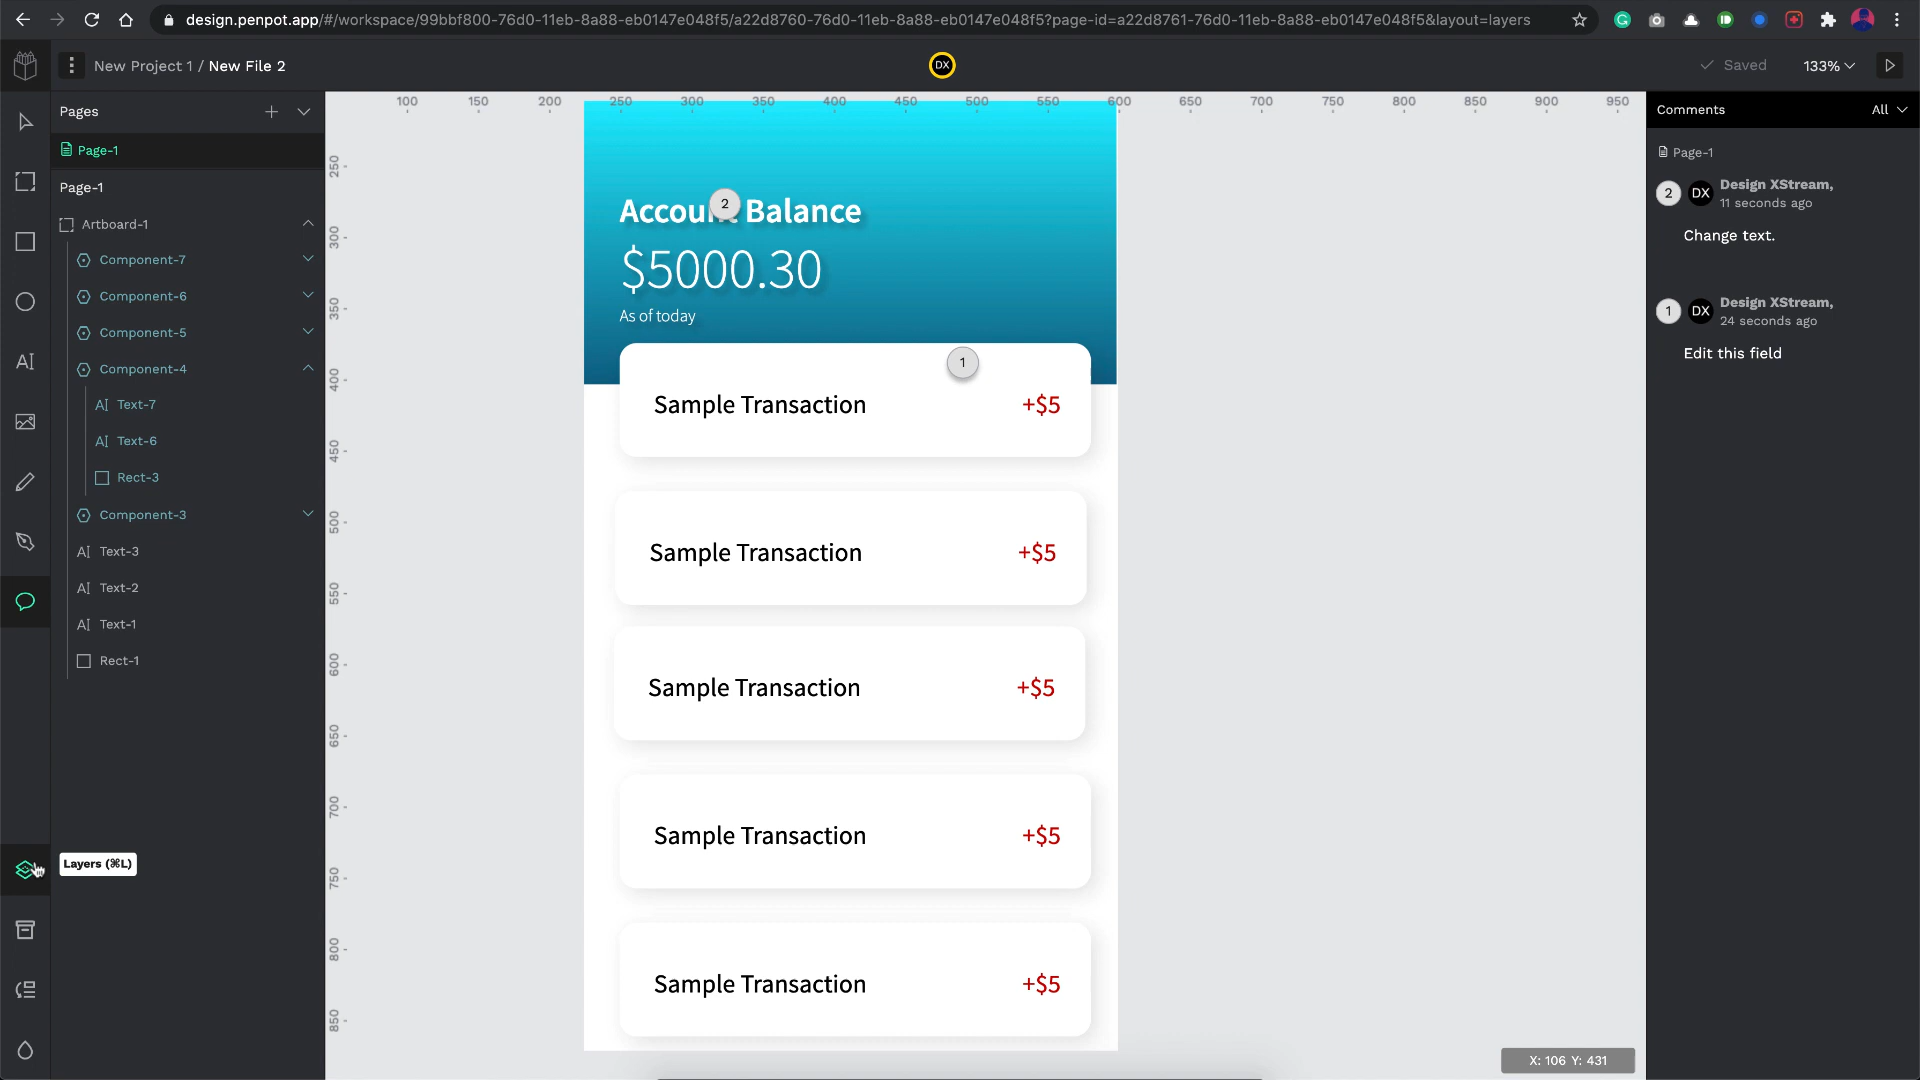 design.penpot.app/#/workspace/99bbf800-76d0-11eb-8a88-eb0147e048f5/a22d8760-76d0-11eb-8a88-eb0147e048f5?page-id=a22d8761-76d0-11eb-8a88-eb0147e048f5&layout=layers
New Project 1 / New File 2
DX
Saved
133%
Pages
Page-1
Page-1
Artboard-1
Component-7
Component-6
Component-5
Component-4
Text-7
Text-6
Rect-3
Component-3
Text-3
Text-2
Text-1
Rect-1
Layers (⌘L)
100 150 200 250 300 350 400 450 500 550 600 650 700 750 800 850 900 950
250
300
350
400
450
500
550
600
650
700
750
800
850
Account Balance
2
$5000.30
As of today
1
Sample Transaction +$5
Sample Transaction +$5
Sample Transaction +$5
Sample Transaction +$5
Sample Transaction +$5
X: 106 Y: 431
Comments
All
Page-1
2 DX Design XStream,
11 seconds ago
Change text.
1 DX Design XStream,
24 seconds ago
Edit this field